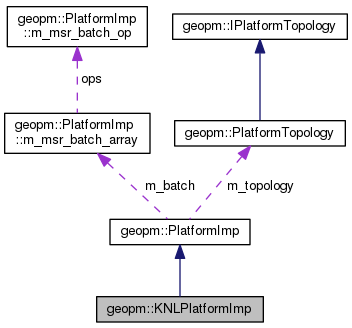 geopm::PlatformImp
::m_msr_batch_op
geopm::IPlatformTopology
ops
geopm::PlatformImp
::m_msr_batch_array
geopm::PlatformTopology
m_batch
m_topology
geopm::PlatformImp
geopm::KNLPlatformImp